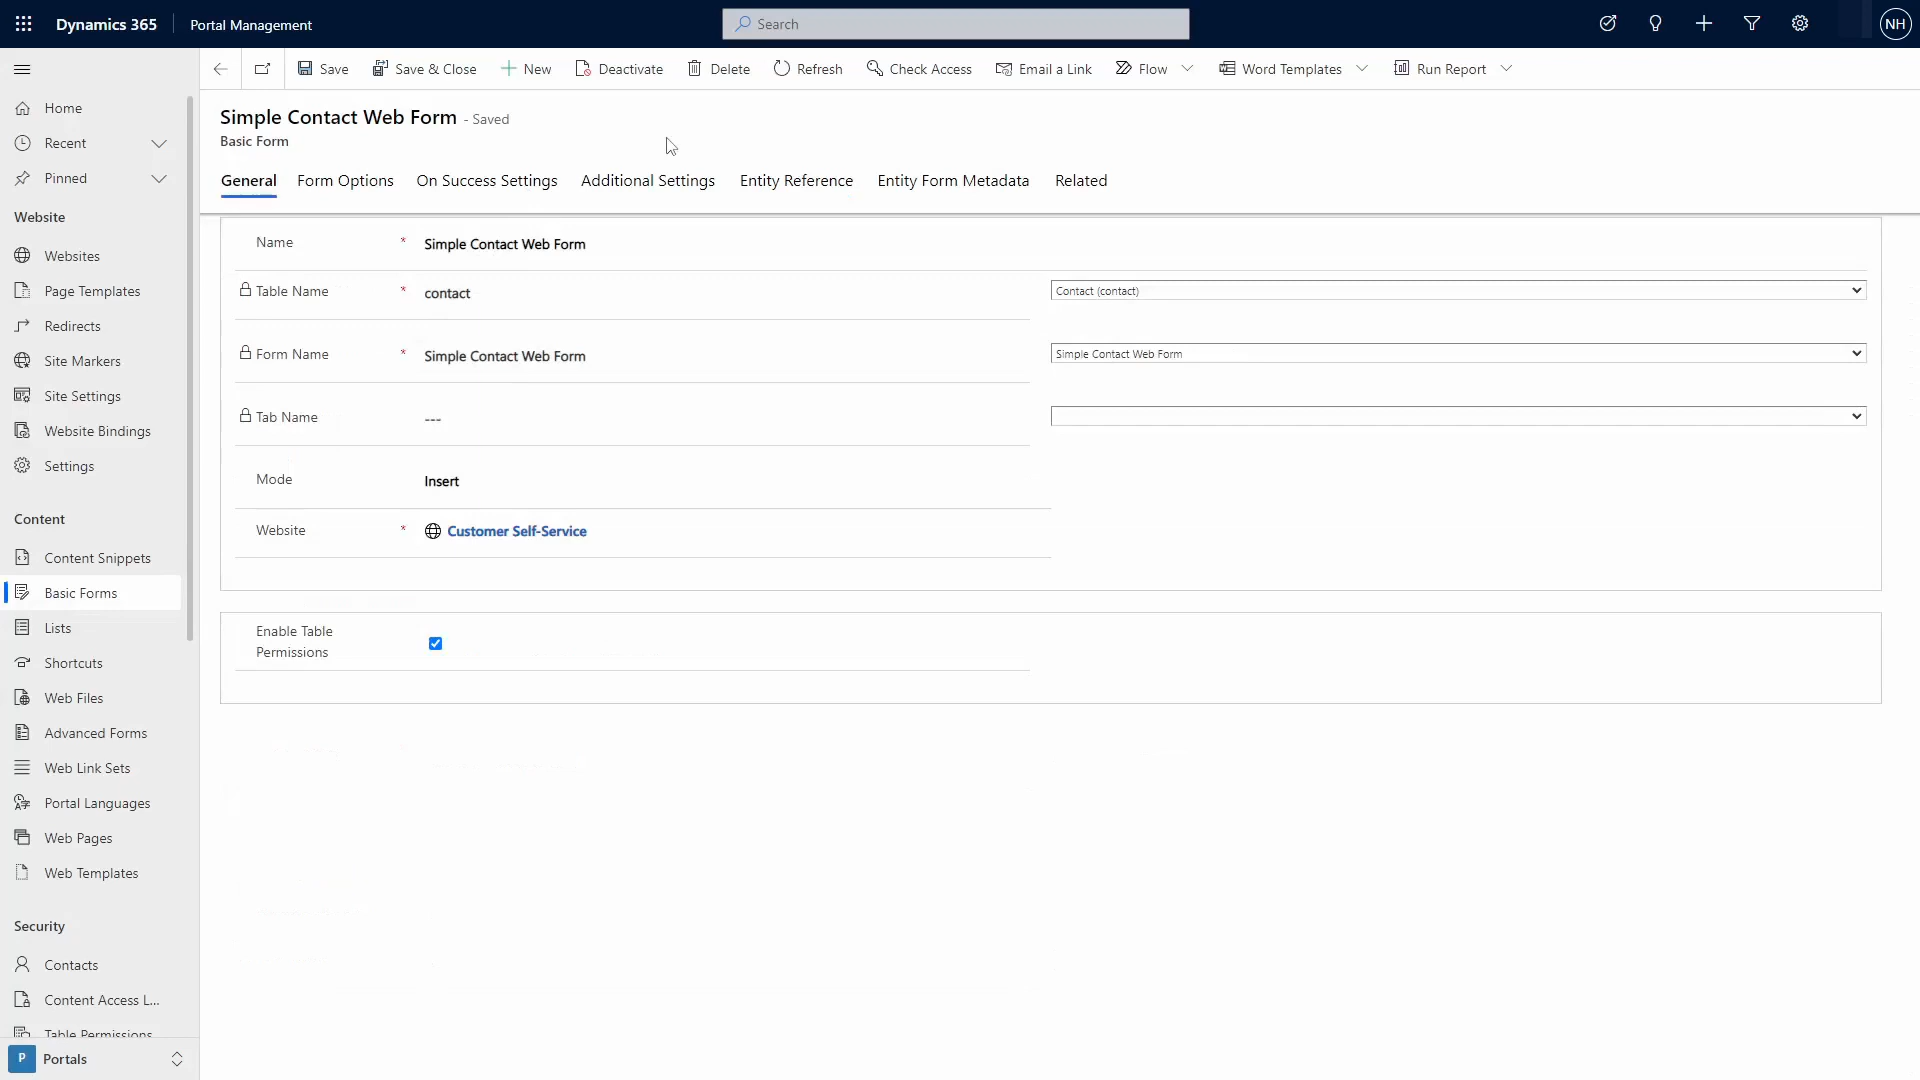 Dynamics 365
Portal Management
Search
NH
Save
Save & Close
New
Deactivate
Delete
Refresh
Check Access
Email a Link
Flow
Word Templates
Run Report
Home
Recent
Pinned
Website
Websites
Page Templates
Redirects
Site Markers
Site Settings
Website Bindings
Settings
Content
Content Snippets
Basic Forms
Lists
Shortcuts
Web Files
Advanced Forms
Web Link Sets
Portal Languages
Web Pages
Web Templates
Security
Contacts
Content Access L...
Table Permissions
P Portals
Simple Contact Web Form - Saved
Basic Form
General
Form Options
On Success Settings
Additional Settings
Entity Reference
Entity Form Metadata
Related
Name * Simple Contact Web Form
Table Name * contact Contact (contact)
Form Name * Simple Contact Web Form Simple Contact Web Form
Tab Name ---
Mode Insert
Website * Customer Self-Service
Enable Table
Permissions